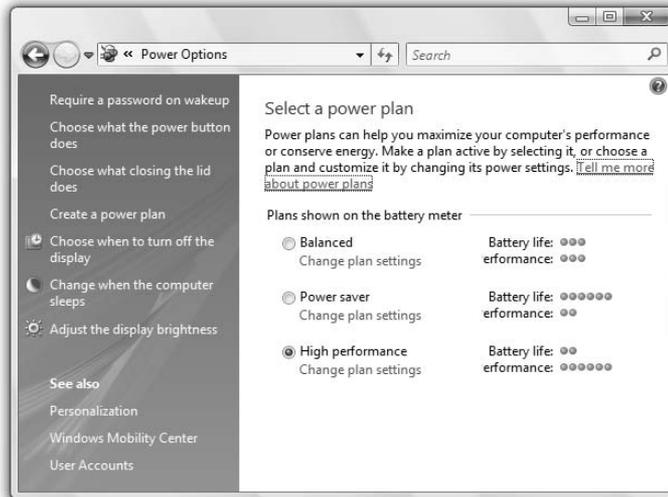 « Power Options
Search
Require a password on wakeup
Choose what the power button
does
Choose what closing the lid
does
Create a power plan
Choose when to turn off the
display
Change when the computer
sleeps
Adjust the display brightness
See also
Personalization
Windows Mobility Center
User Accounts
Select a power plan
Power plans can help you maximize your computer's performance
or conserve energy. Make a plan active by selecting it, or choose a
plan and customize it by changing its power settings. Tell me more
about power plans
Plans shown on the battery meter
Balanced Battery life:
Change plan settings erformance:
Power saver Battery life:
Change plan settings erformance:
High performance Battery life:
Change plan settings erformance: